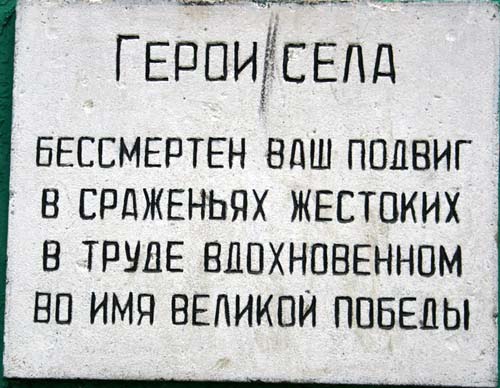 ГЕРОИ СЕЛА
БЕССМЕРТЕН ВАШ ПОДВИГ
В СРАЖЕНЬЯХ ЖЕСТОКИХ
В ТРУДЕ ВДОХНОВЕННОМ
ВО ИМЯ ВЕЛИКОЙ ПОБЕДЫ